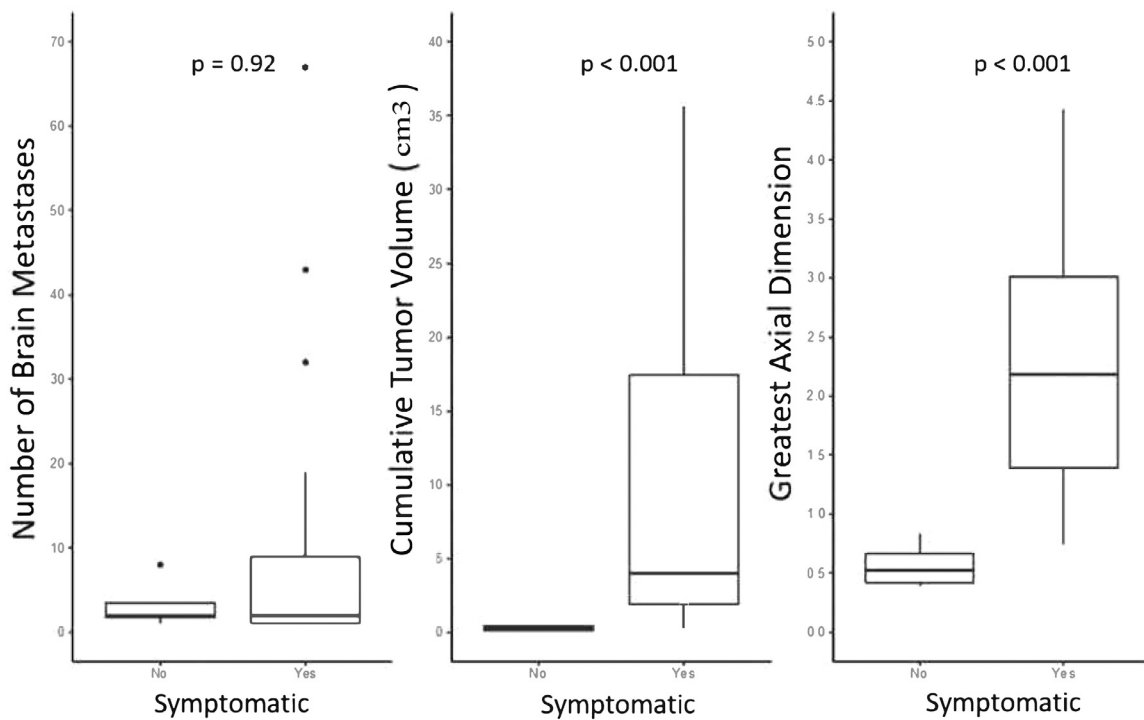 Number of Brain Metastases
70
60
50
40
30
20
10
0
p = 0.92
No
Yes
Symptomatic
Cumulative Tumor Volume ( cm3 )
40
35
30
25
20
15
10
5
0
p < 0.001
No
Yes
Symptomatic
Greatest Axial Dimension
5 0
4.5
4 0
3 5
3.0
2 5
2.0
1 5
1 0
0 5
0 0
p < 0.001
No
Yes
Symptomatic